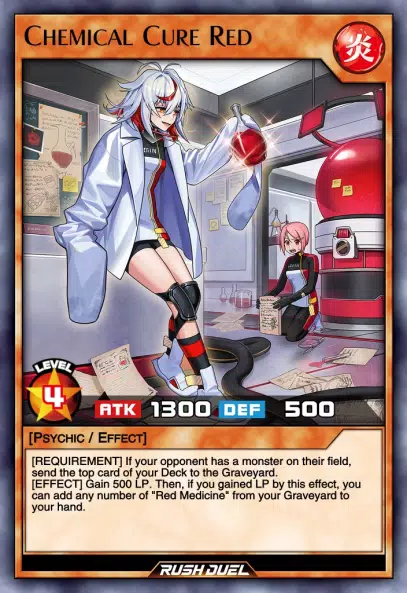 CHEMICAL CURE RED
炎
LEVEL
4
ATK 1300 DEF 500
[PSYCHIC / EFFECT]
[REQUIREMENT] If your opponent has a monster on their field,
send the top card of your Deck to the Graveyard.
[EFFECT] Gain 500 LP. Then, if you gained LP by this effect, you
can add any number of "Red Medicine" from your Graveyard to
your hand.
RUSH DUEL